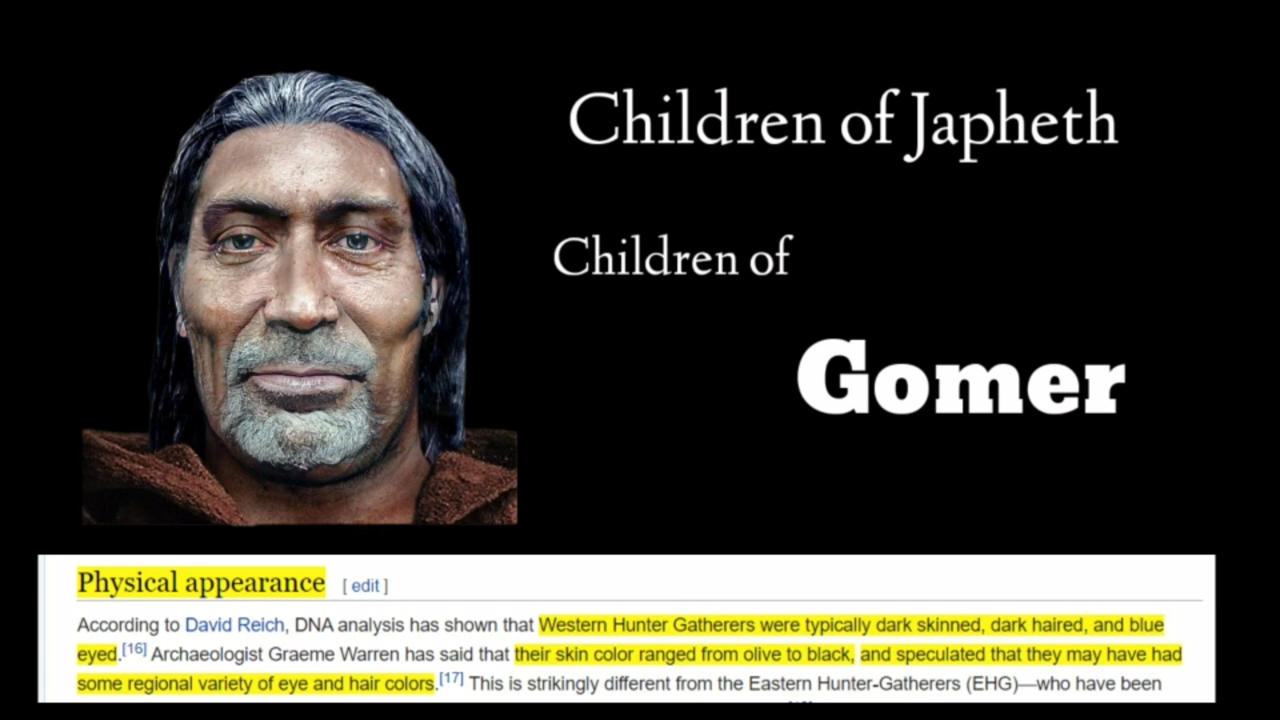 Children of Japheth
Children of
Gomer
Physical appearance [ edit ]
According to David Reich, DNA analysis has shown that Western Hunter Gatherers were typically dark skinned, dark haired, and blue
eyed.[16] Archaeologist Graeme Warren has said that their skin color ranged from olive to black, and speculated that they may have had
some regional variety of eye and hair colors.[17] This is strikingly different from the Eastern Hunter-Gatherers (EHG)—who have been